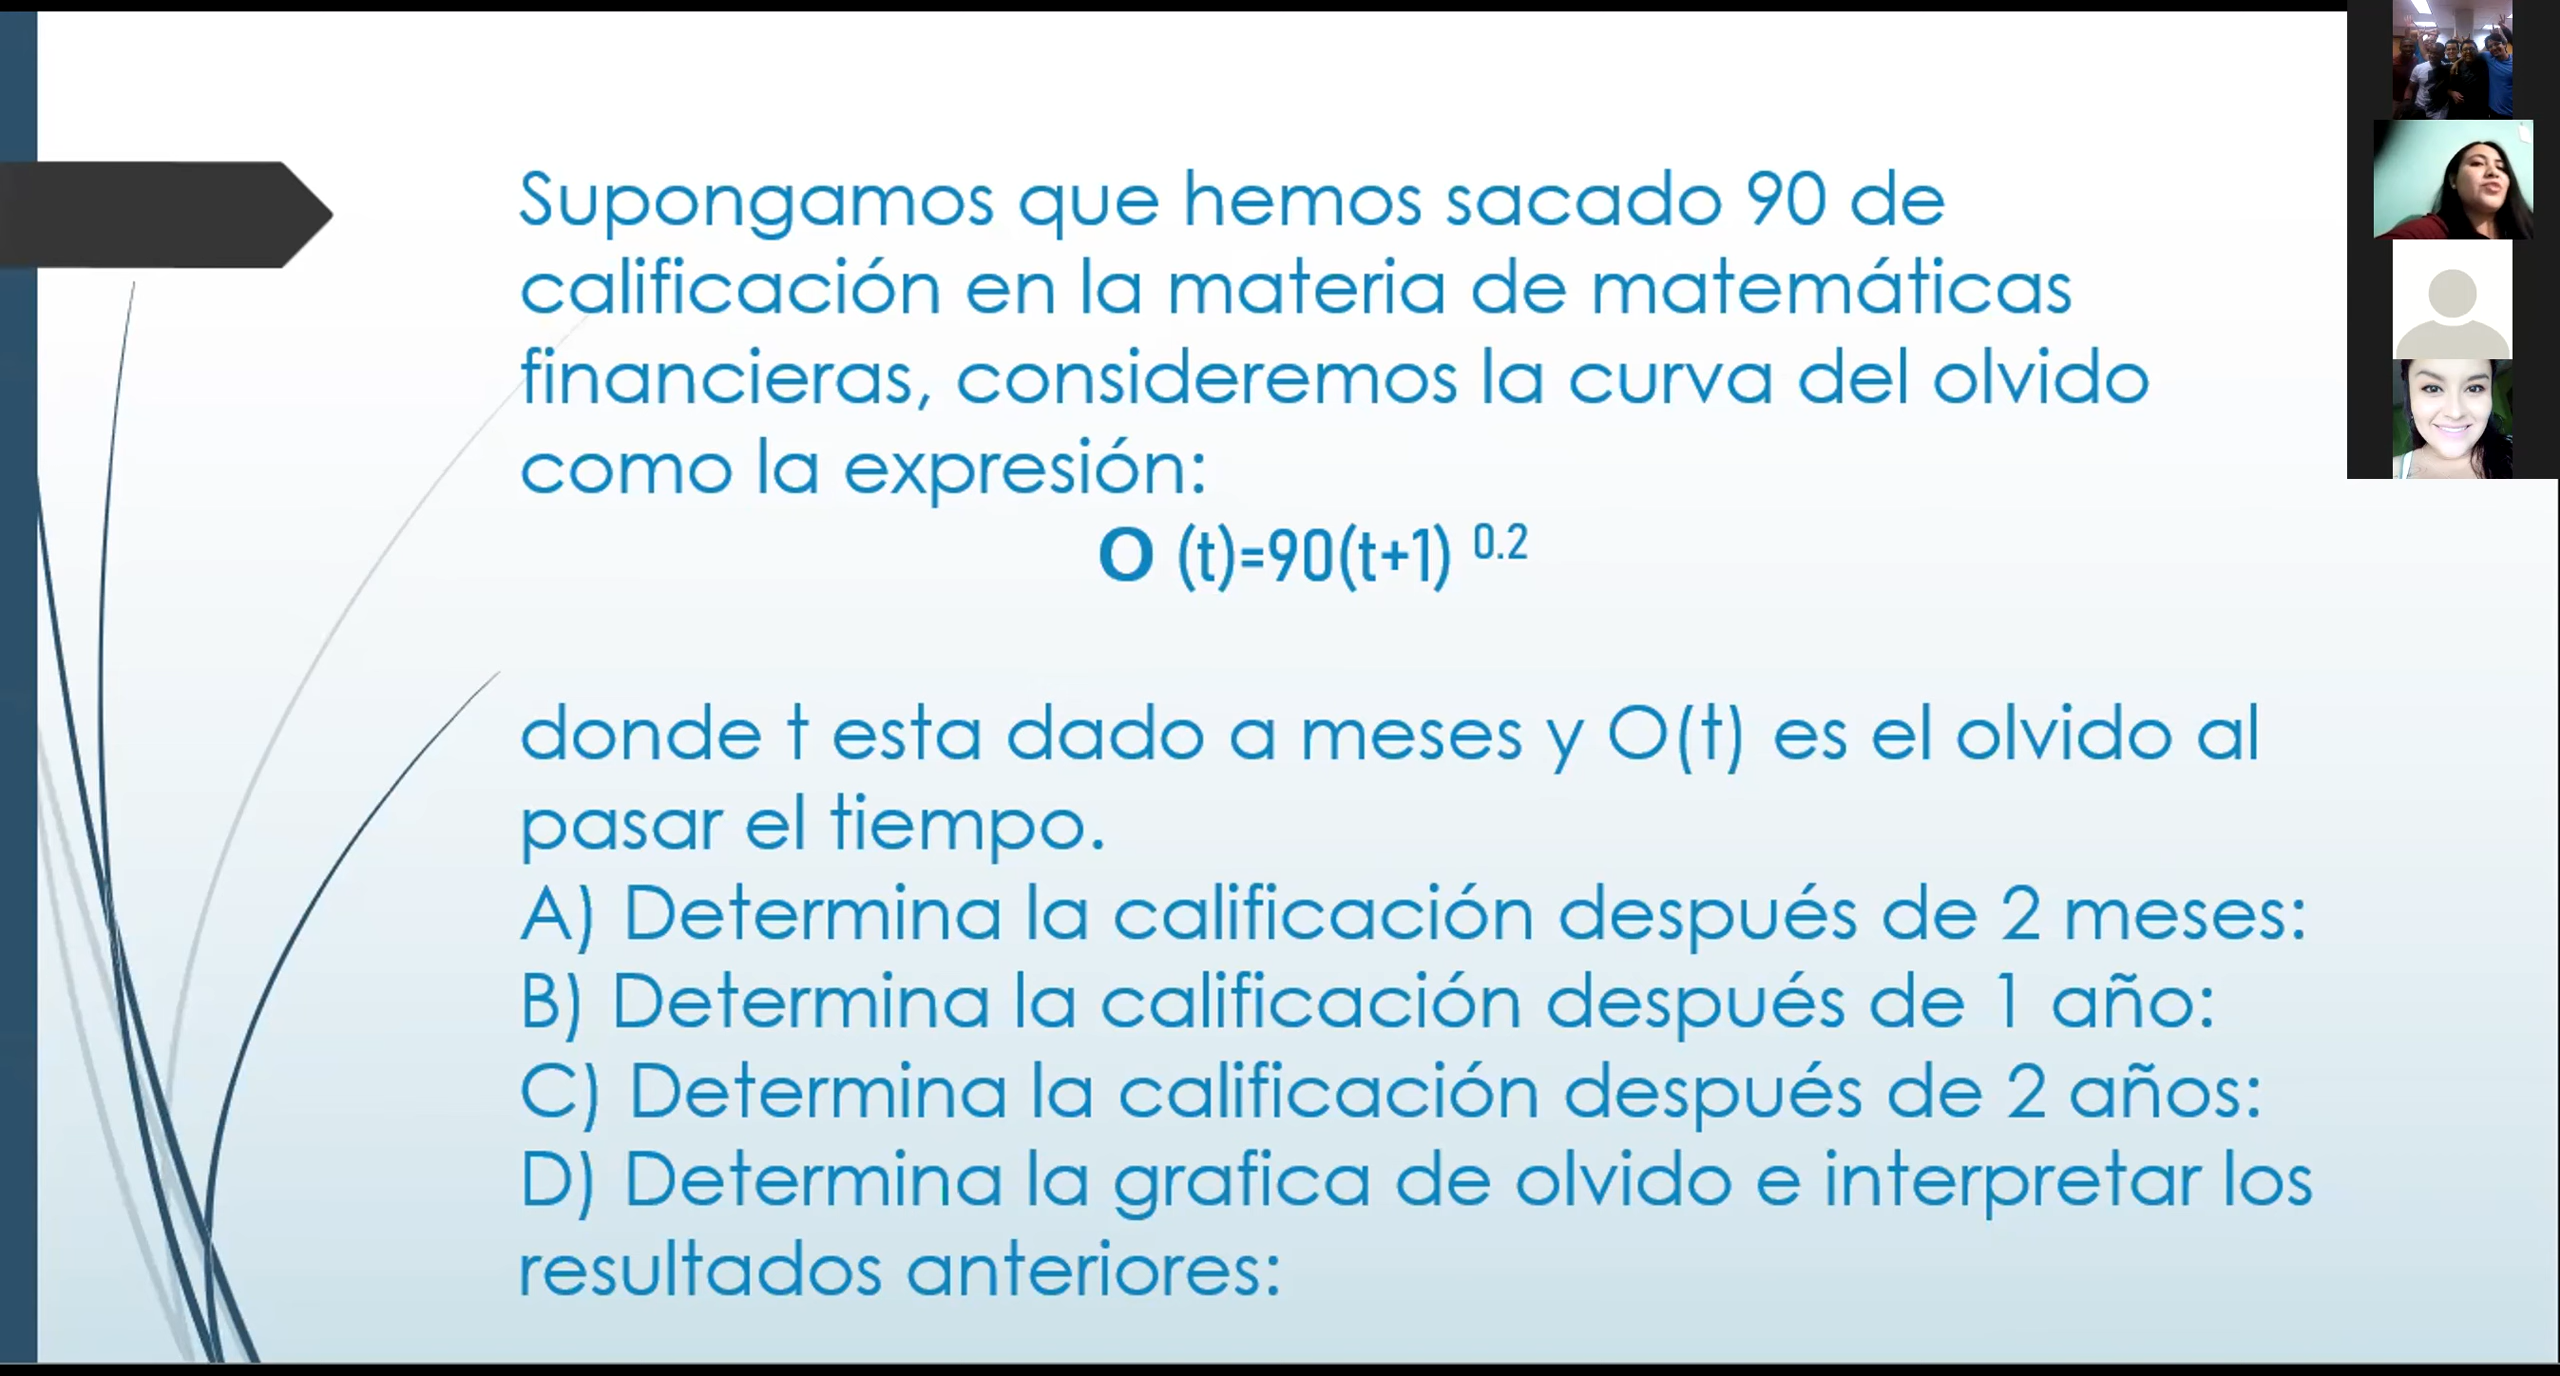 Supongamos que hemos sacado 90 de
calificación en la materia de matemáticas
financieras, consideremos la curva del olvido
como la expresión:
O (t)=90(t+1) 0.2
donde t esta dado a meses y O(t) es el olvido al
pasar el tiempo.
A) Determina la calificación después de 2 meses:
B) Determina la calificación después de 1 año:
C) Determina la calificación después de 2 años:
D) Determina la grafica de olvido e interpretar los
resultados anteriores: